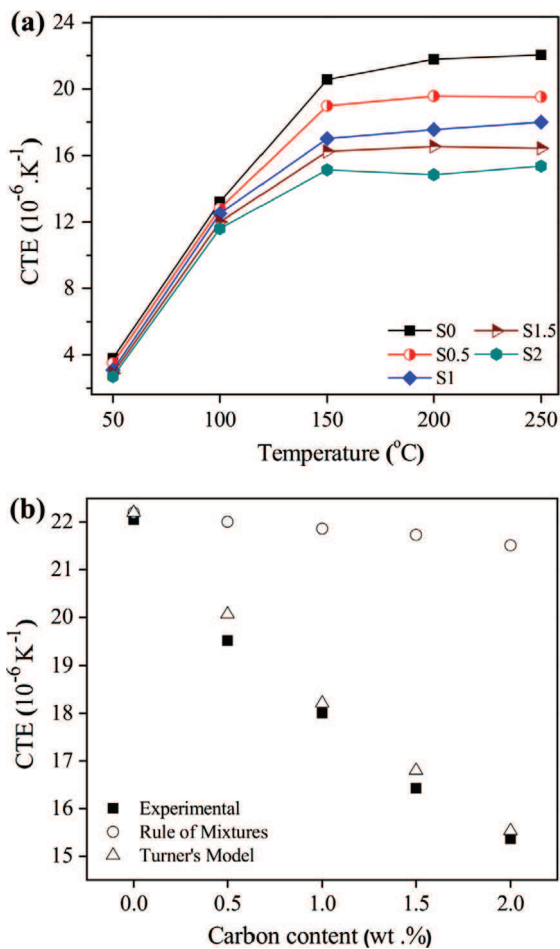 (a)
24
20
16
12
8
4
CTE (10⁻⁶.K⁻¹)
S0
S1.5
S0.5
S2
S1
50
100
150
200
250
Temperature (°C)
(b)
22
21
20
19
18
17
16
15
CTE (10⁻⁶K⁻¹)
Experimental
Rule of Mixtures
Turner's Model
0.0
0.5
1.0
1.5
2.0
Carbon content (wt .%)